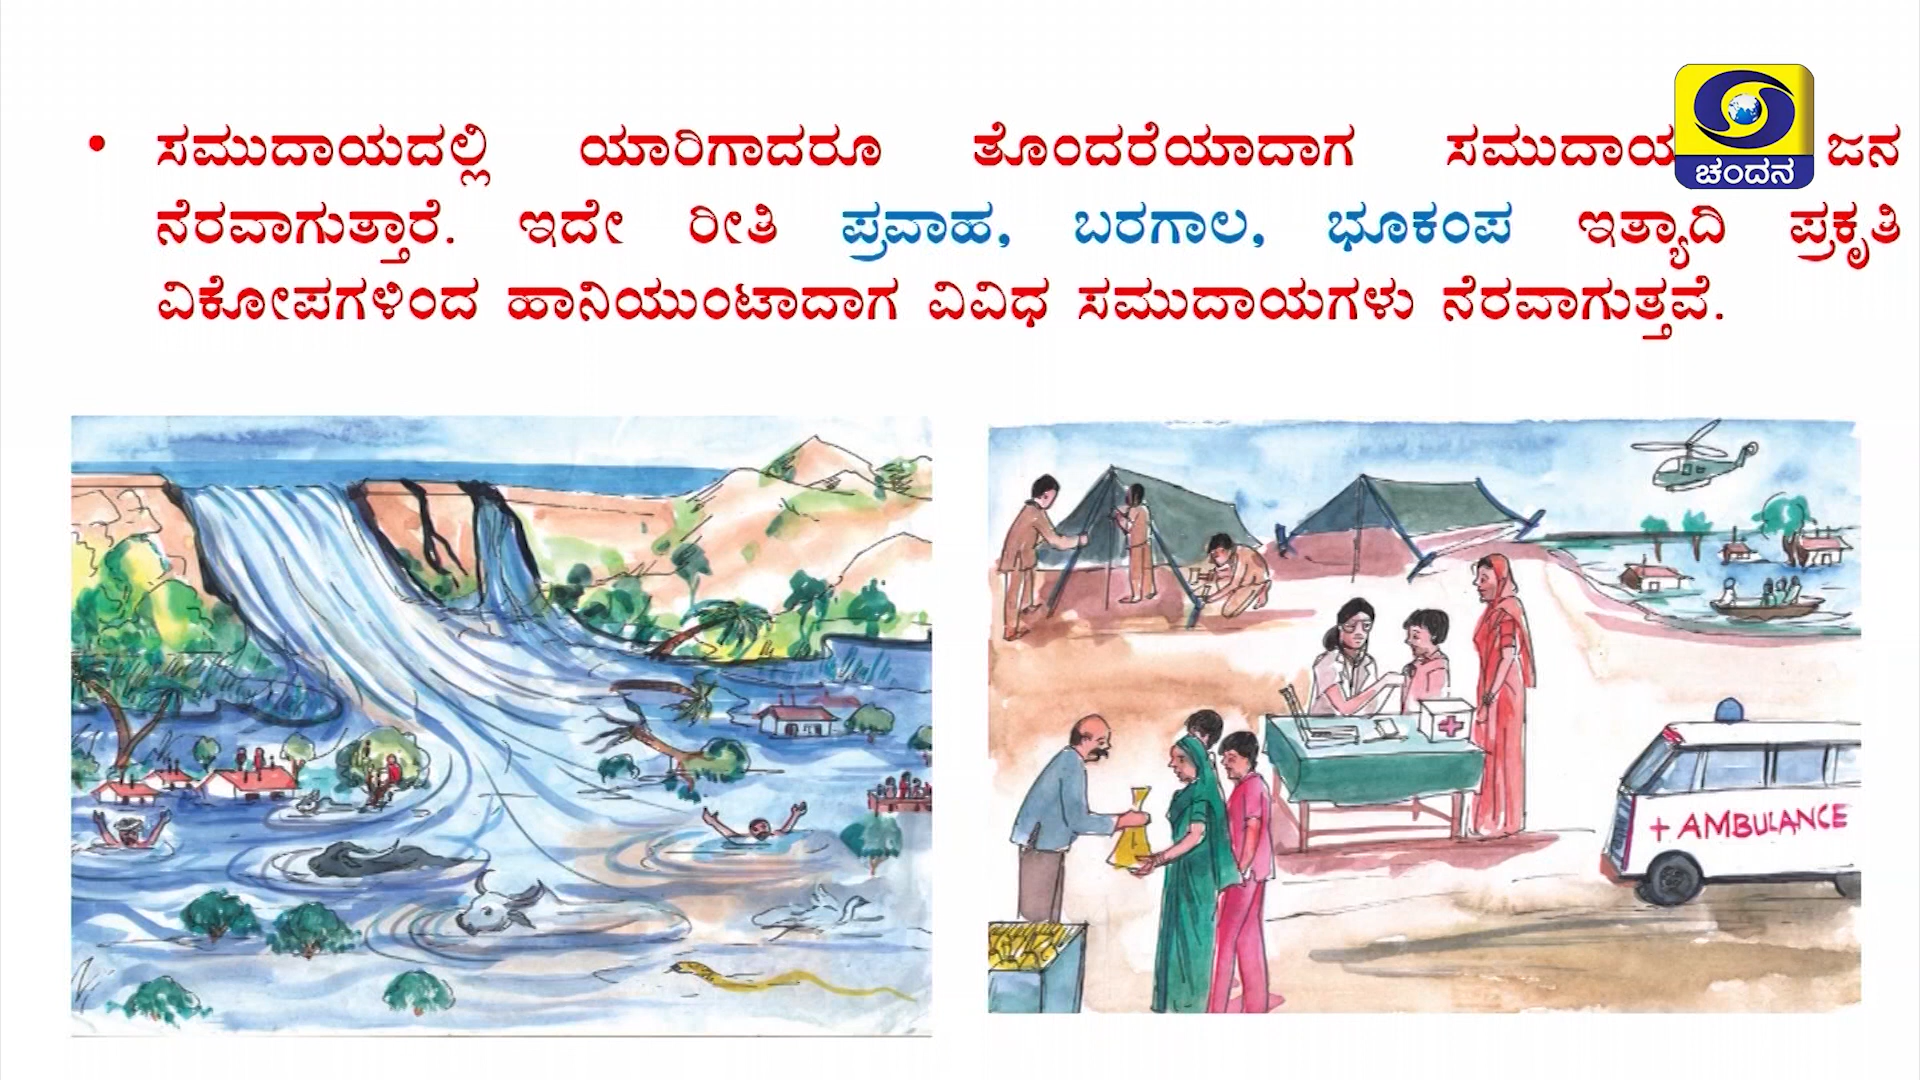 • ಸಮುದಾಯದಲ್ಲಿ ಯಾರಿಗಾದರೂ ತೊಂದರೆಯಾದಾಗ ಸಮುದಾಯ ಜನ
ಚಂದನ
ನೆರವಾಗುತ್ತಾರೆ. ಇದೇ ರೀತಿ ಪ್ರವಾಹ, ಬರಗಾಲ, ಭೂಕಂಪ ಇತ್ಯಾದಿ ಪ್ರಕೃತಿ
ವಿಕೋಪಗಳಿಂದ ಹಾನಿಯುಂಟಾದಾಗ ವಿವಿಧ ಸಮುದಾಯಗಳು ನೆರವಾಗುತ್ತವೆ.
+ AMBULANCE